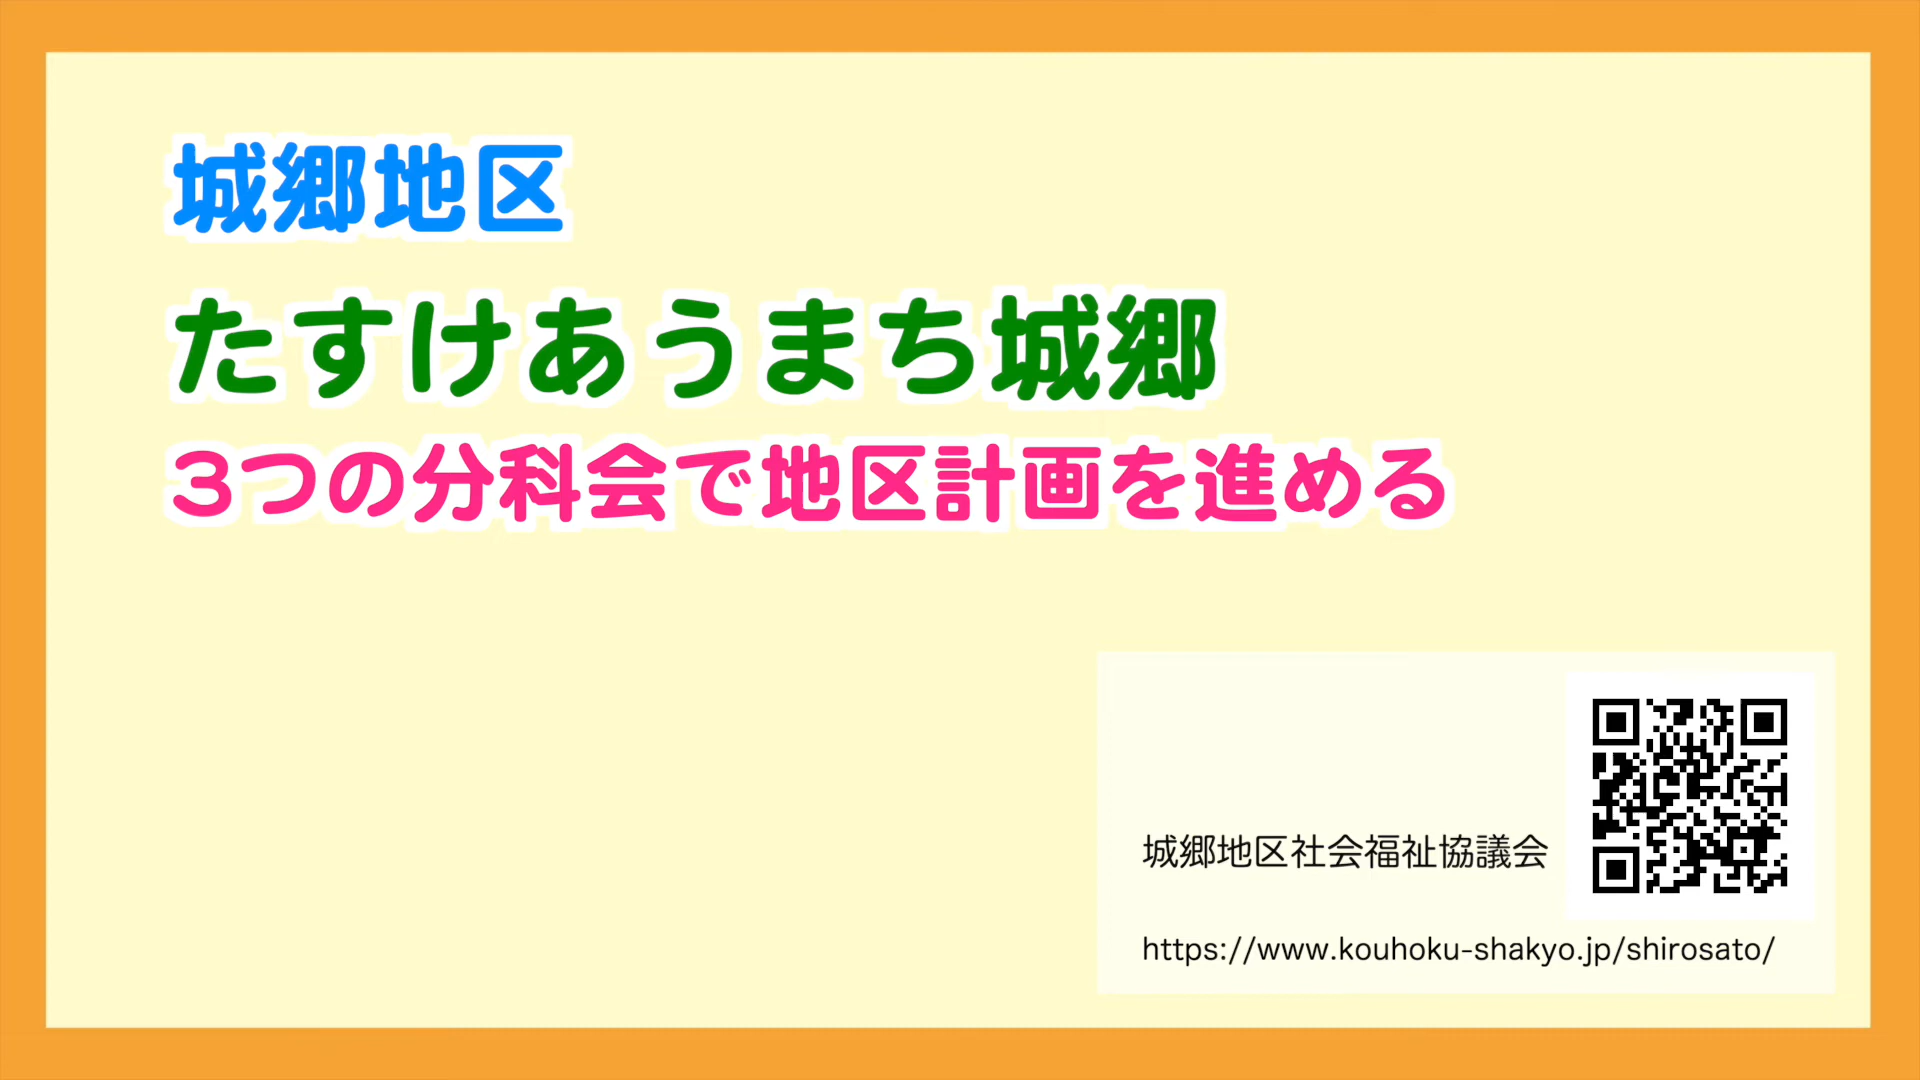 城郷地区
たすけあうまち城郷
3つの分科会で地区計画を進める
城郷地区社会福祉協議会
https://www.kouhoku-shakyo.jp/shirosato/